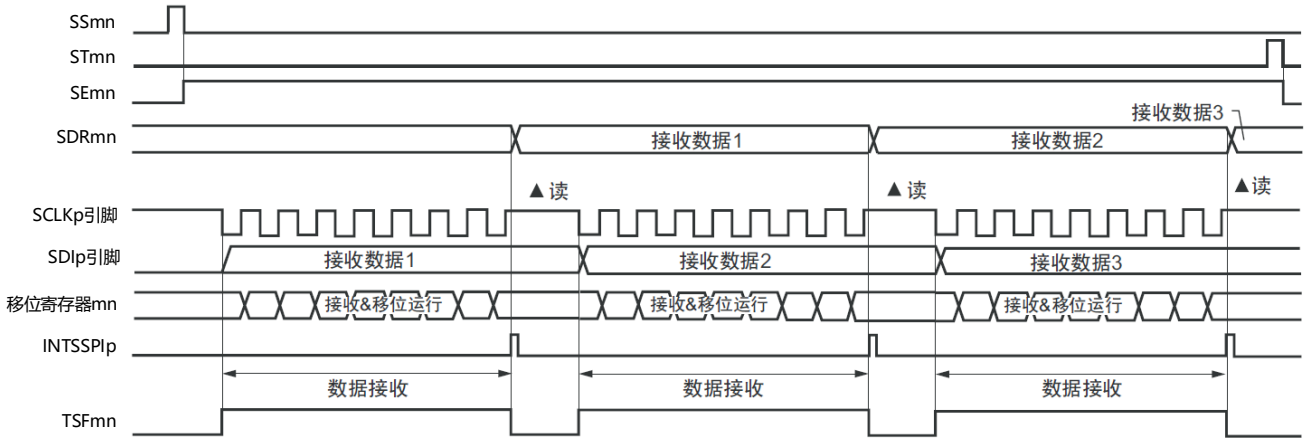 SSmn
STmn
SEmn
接收数据3
SDRmn
接收数据1
接收数据2
▲读
▲读
▲读
SCLKp引脚
SDIp引脚
接收数据1
接收数据2
接收数据3
移位寄存器mn
接收&移位运行
接收&移位运行
接收&移位运行
INTSSPIp
数据接收
数据接收
数据接收
TSFmn